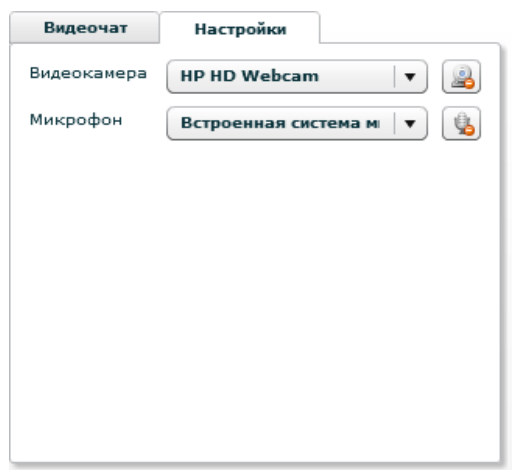 Видеочат
Настройки
Видеокамера
HP HD Webcam
Микрофон
Встроенная система м